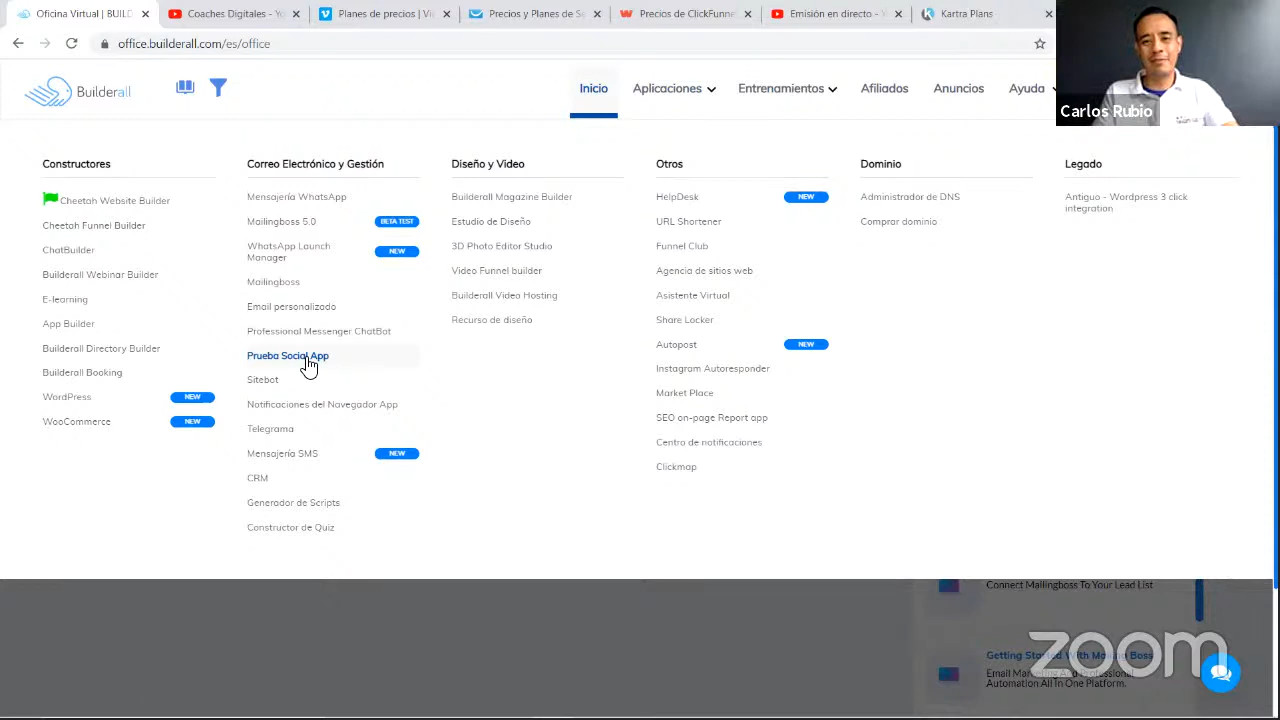 Oficina Virtual | BUILD
Coaches Digitales - Y
Planes de precios | Vi
Precios y Planes de Se
Precios de ClickFunne
Emisión en directo - Y
Kartra Plans
office.builderall.com/es/office
Builderall
Inicio
Aplicaciones
Entrenamientos
Afiliados
Anuncios
Ayuda
Carlos Rubio
Constructores
Cheetah Website Builder
Cheetah Funnel Builder
ChatBuilder
Builderall Webinar Builder
E-learning
App Builder
Builderall Directory Builder
Builderall Booking
WordPress NEW
WooCommerce NEW
Correo Electrónico y Gestión
Mensajería WhatsApp
Mailingboss 5.0 BETA TEST
WhatsApp Launch
Manager NEW
Mailingboss
Email personalizado
Professional Messenger ChatBot
Prueba Social App
Sitebot
Notificaciones del Navegador App
Telegrama
Mensajería SMS NEW
CRM
Generador de Scripts
Constructor de Quiz
Diseño y Video
Builderall Magazine Builder
Estudio de Diseño
3D Photo Editor Studio
Video Funnel builder
Builderall Video Hosting
Recurso de diseño
Otros
HelpDesk NEW
URL Shortener
Funnel Club
Agencia de sitios web
Asistente Virtual
Share Locker
Autopost NEW
Instagram Autoresponder
Market Place
SEO on-page Report app
Centro de notificaciones
Clickmap
Dominio
Administrador de DNS
Comprar dominio
Legado
Antiguo - Wordpress 3 click
integration
Connect Mailingboss To Your Lead List
Getting Started With Mailing Boss
Email Marketing And Professional
Automation All In One Platform.
zoom